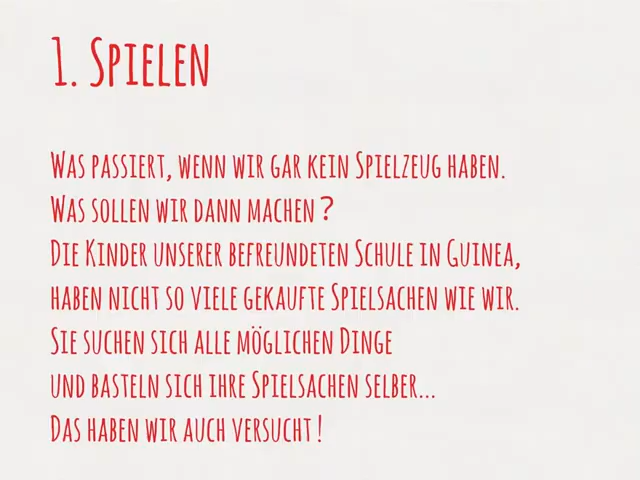 1. Spielen
Was passiert, wenn wir gar kein Spielzeug haben.
Was sollen wir dann machen ?
Die Kinder unserer befreundeten Schule in Guinea,
haben nicht so viele gekaufte Spielsachen wie wir.
Sie suchen sich alle möglichen Dinge
und basteln sich ihre Spielsachen selber...
Das haben wir auch versucht !